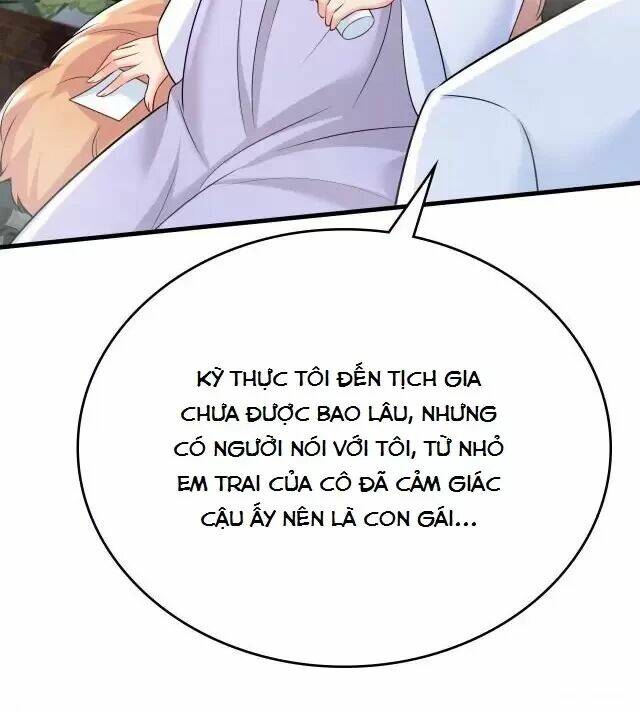 KỸ THỰC TÔI ĐẾN TỊCH GIA
CHƯA ĐƯỢC BAO LÂU, NHƯNG
CÓ NGƯỜI NÓI VỚI TÔI, TỪ NHỎ
EM TRAI CỦA CÔ ĐÃ CẢM GIÁC
CẬU ẤY NÊN LÀ CON GÁI...